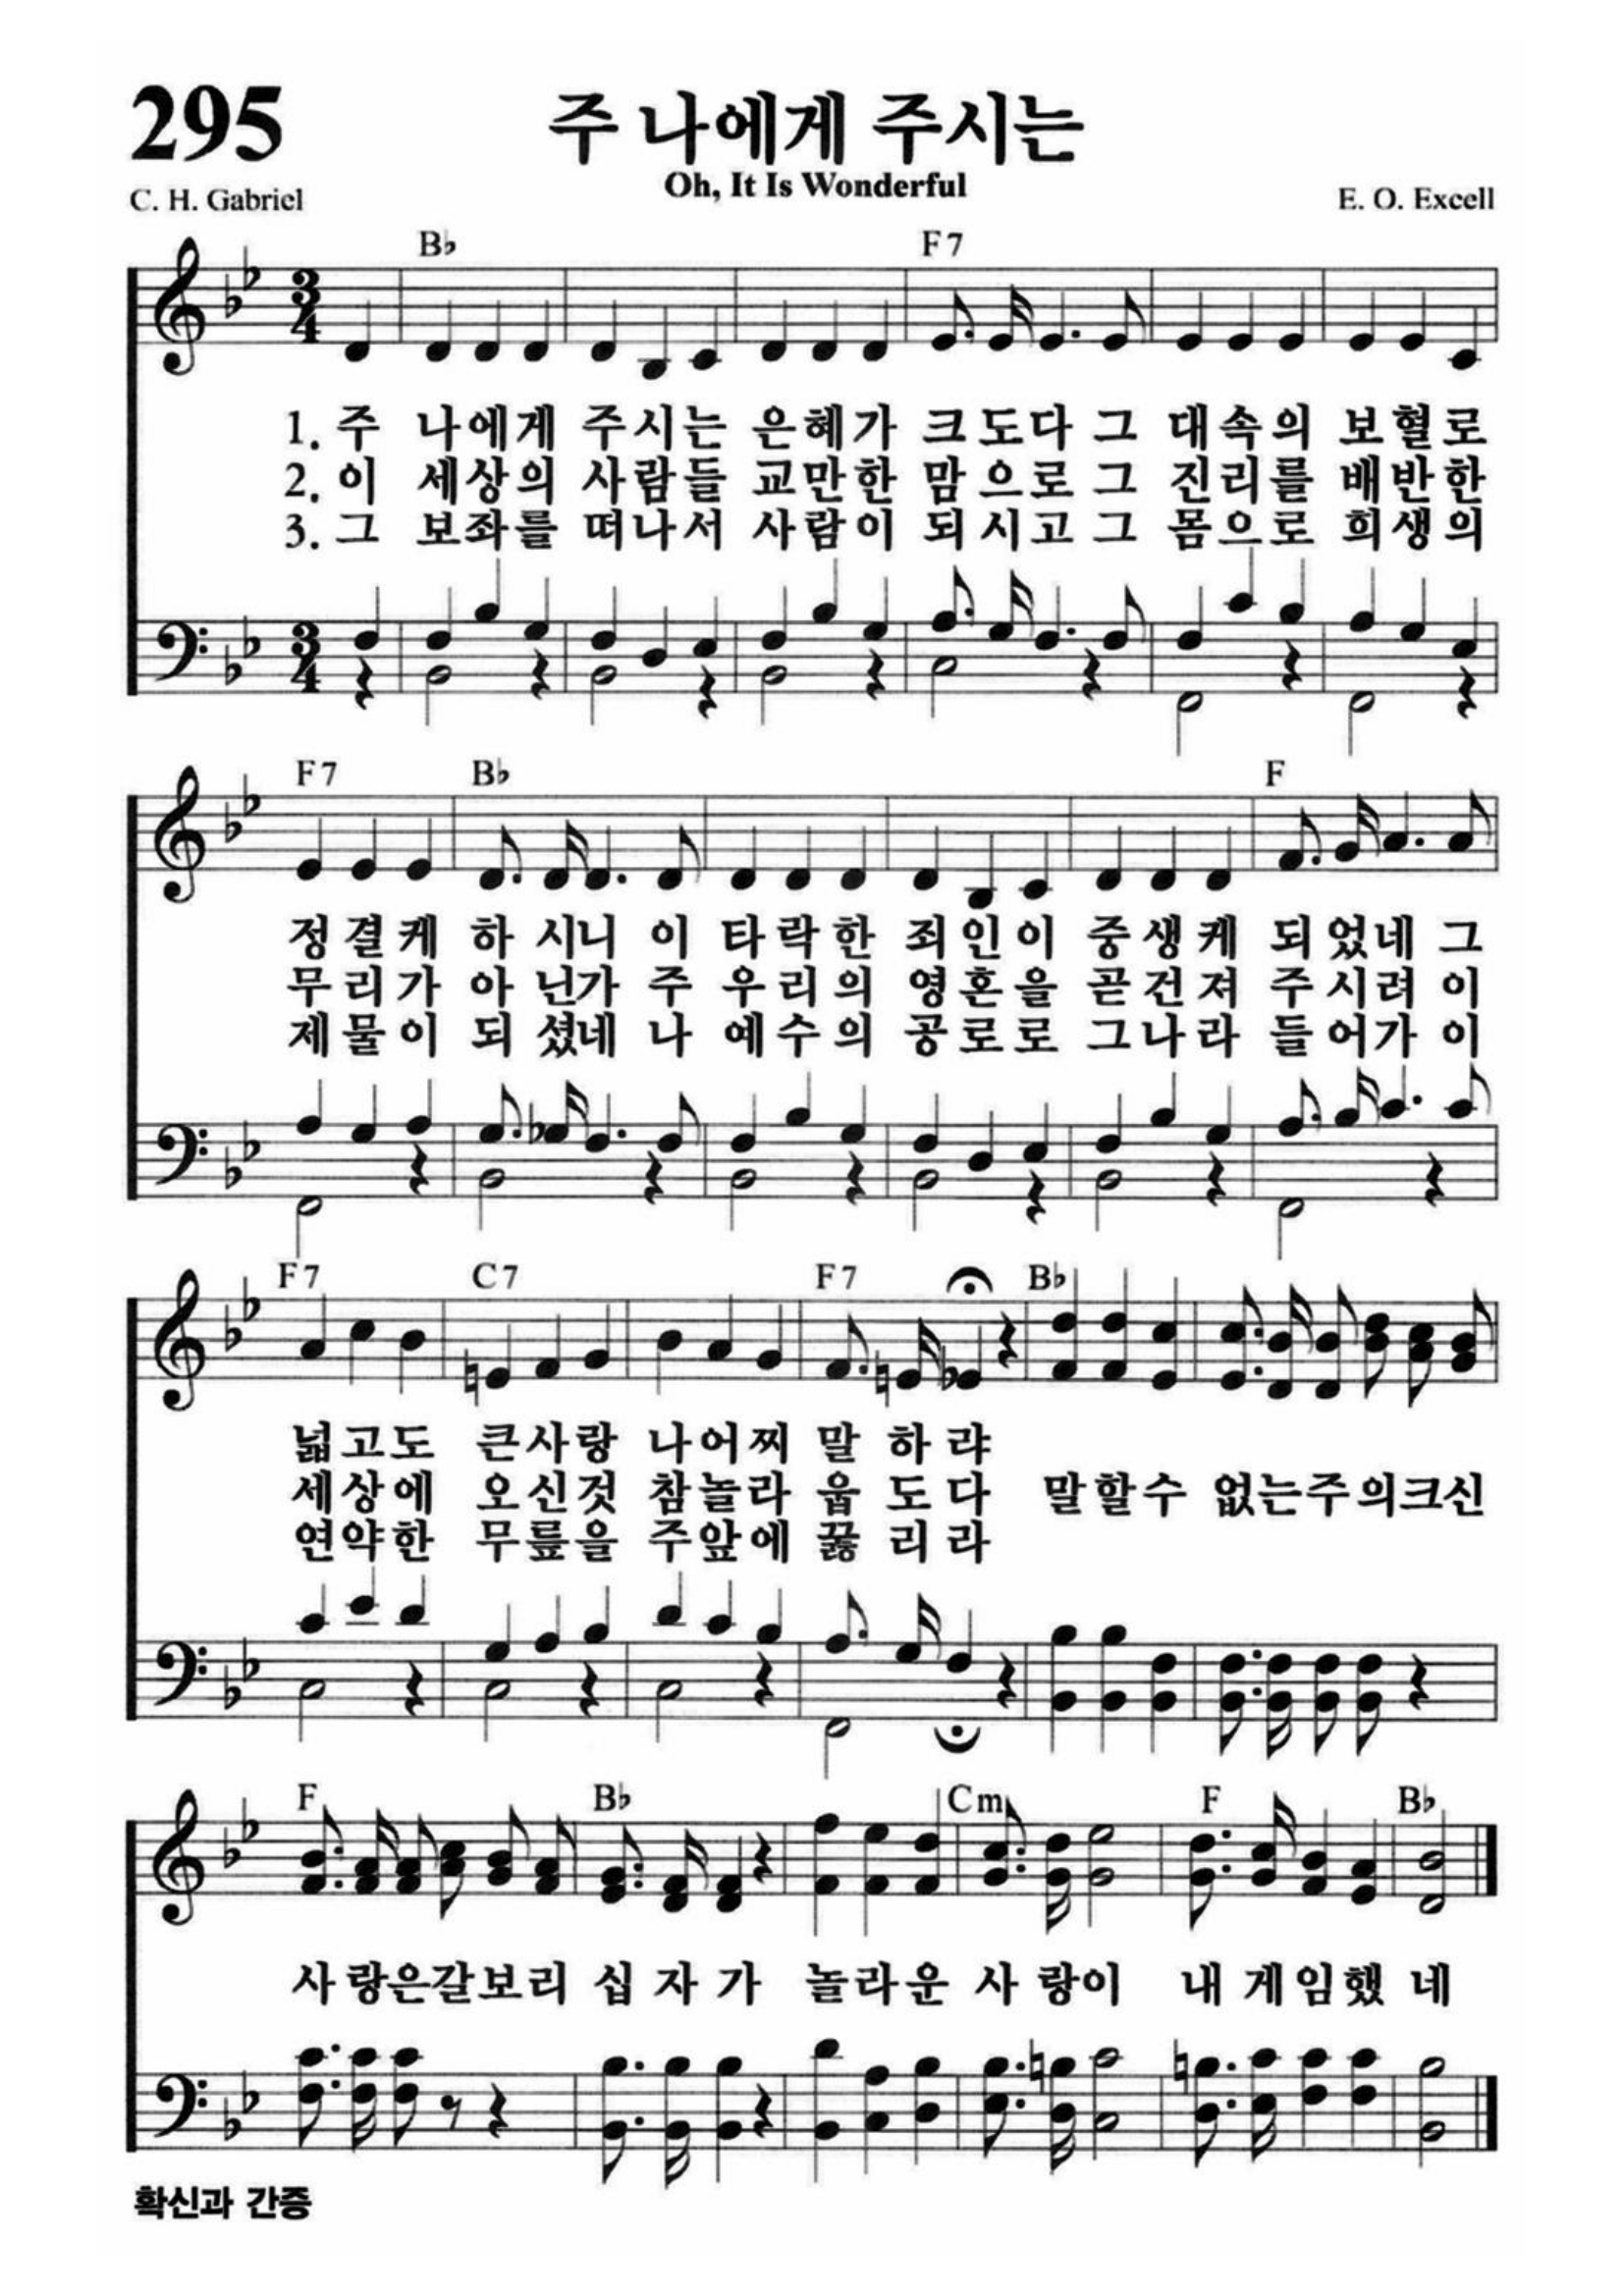 295
주 나에게 주시는
Oh, It Is Wonderful
C. H. Gabriel
E. O. Excell
B♭ F7
3/4
1. 주 나에게 주시는 은혜가 크도다 그 대속의 보혈로
2. 이 세상의 사람들 교만한 맘으로 그 진리를 배반한
3. 그 보좌를 떠나서 사람이 되시고 그 몸으로 희생의
3/4
F7 B♭ F
정결케 하시니 이 타락한 죄인이 중생케 되었네 그
무리가 아닌가 주 우리의 영혼을 곧건져 주시려 이
제물이 되셨네 나 예수의 공로로 그나라 들어가 이
F7 C7 F7 B♭
넓고도 큰사랑 나어찌 말하랴
세상에 오신것 참놀라웁도다 말할수 없는주의크신
연약한 무릎을 주앞에 꿇리라
F B♭ Cm F B♭
사랑은갈보리 십자가 놀라운 사랑이 내게임했네
확신과 간증